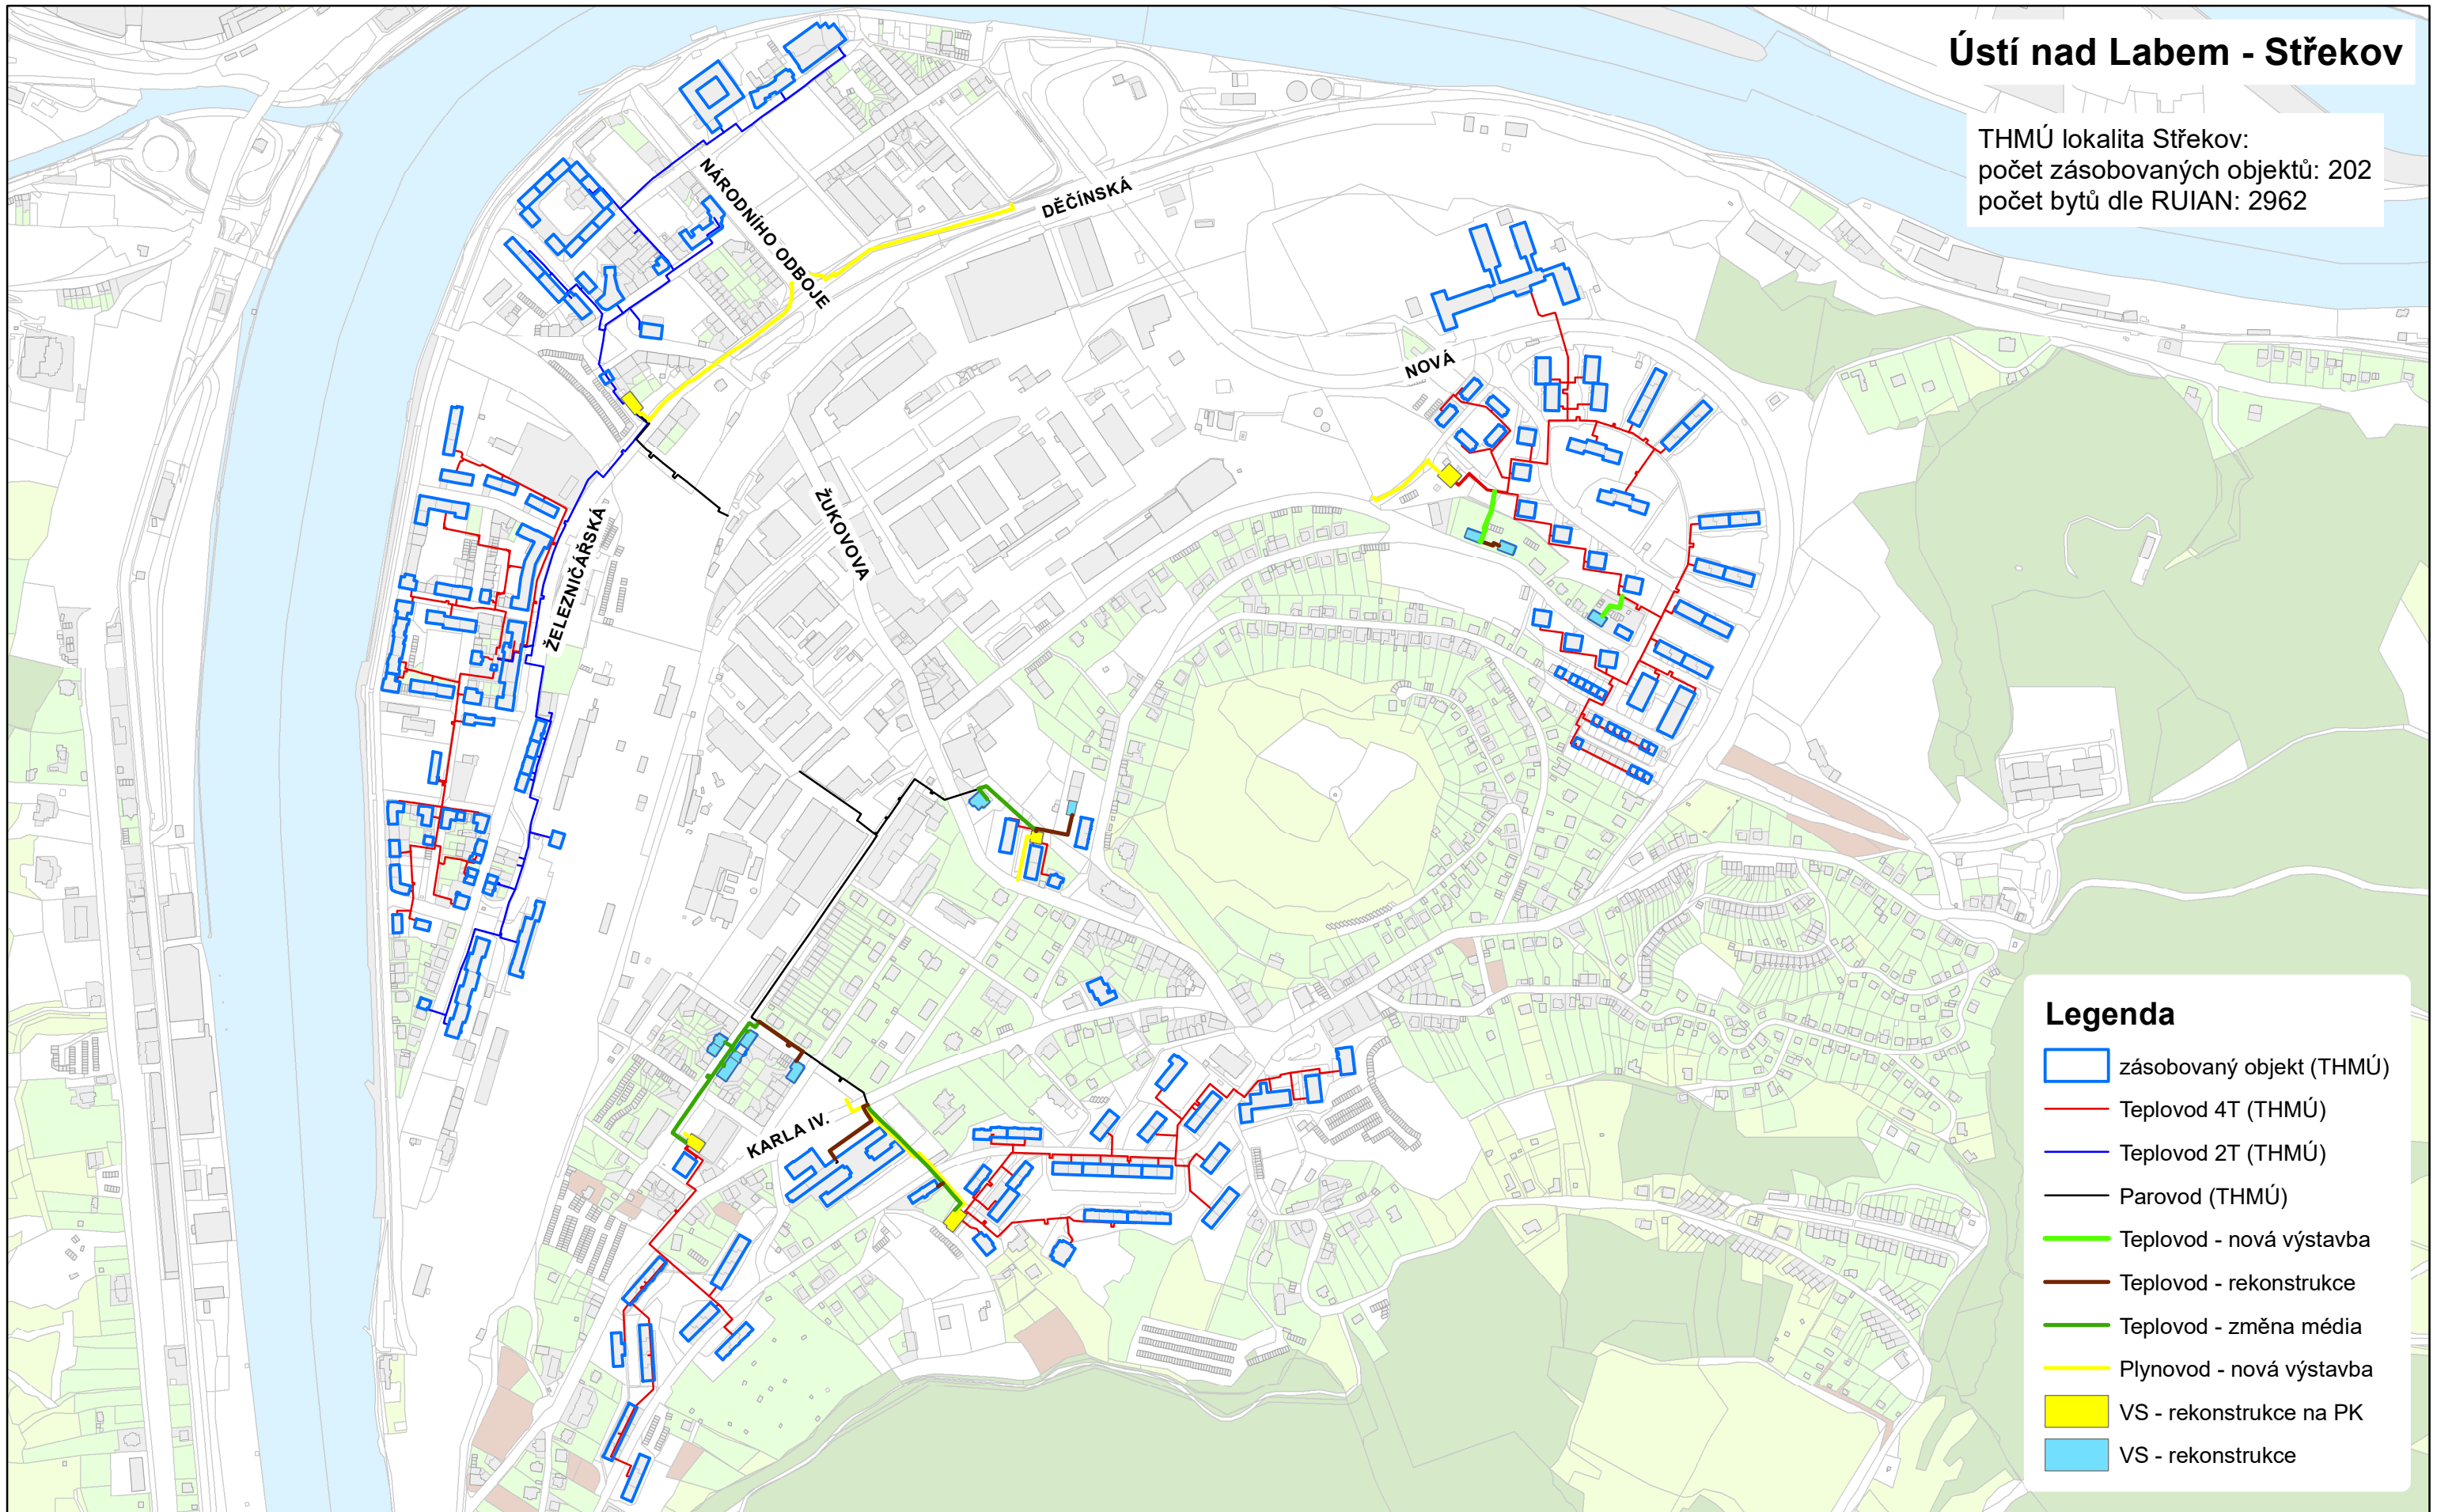 Ústí nad Labem - Střekov
THMÚ lokalita Střekov:
počet zásobovaných objektů: 202
počet bytů dle RUIAN: 2962
NÁRODNÍHO ODBOJE
DĚČÍNSKÁ
NOVÁ
ŽUKOVOVA
ŽELEZNIČÁŘSKÁ
KARLA IV.
Legenda
zásobovaný objekt (THMÚ)
Teplovod 4T (THMÚ)
Teplovod 2T (THMÚ)
Parovod (THMÚ)
Teplovod - nová výstavba
Teplovod - rekonstrukce
Teplovod - změna média
Plynovod - nová výstavba
VS - rekonstrukce na PK
VS - rekonstrukce